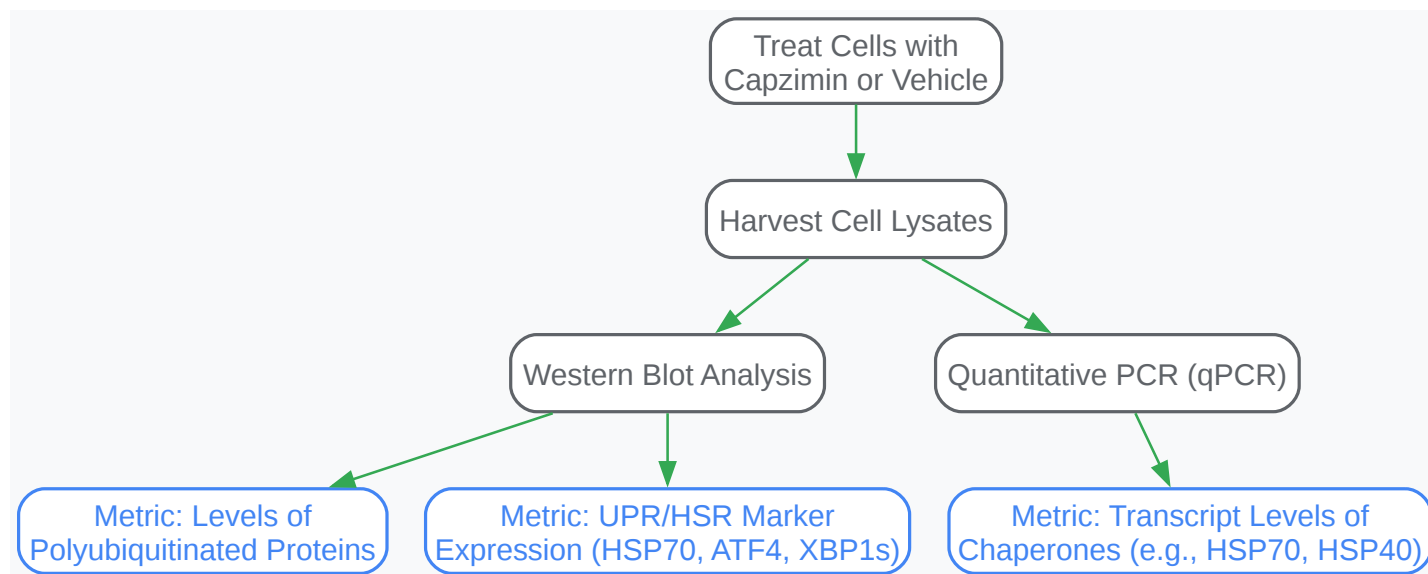 Treat Cells with
Capzimin or Vehicle
Harvest Cell Lysates
Western Blot Analysis
Quantitative PCR (qPCR)
Metric: Levels of
Polyubiquitinated Proteins
Metric: UPR/HSR Marker
Expression (HSP70, ATF4, XBP1s)
Metric: Transcript Levels of
Chaperones (e.g., HSP70, HSP40)